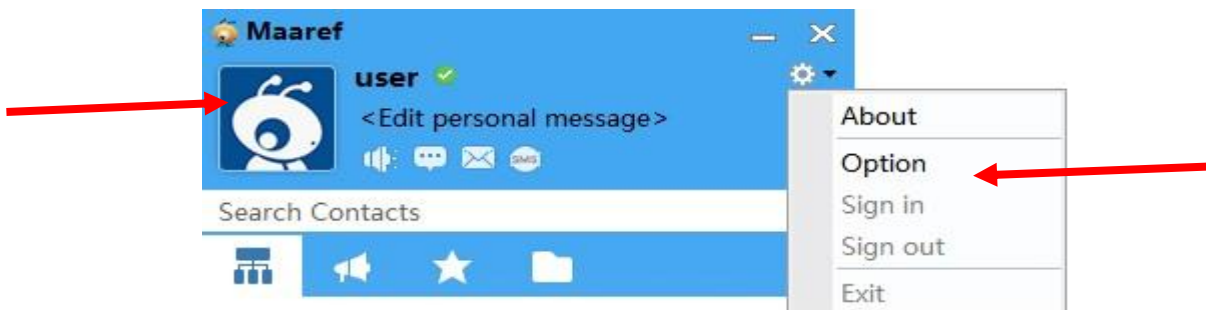 Maaref
user
<Edit personal message>
SMS
Search Contacts
About
Option
Sign in
Sign out
Exit